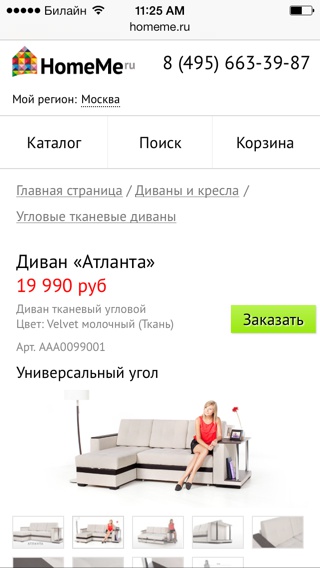 Билайн 11:25 AM
homeme.ru
HomeMe ru 8 (495) 663-39-87
Мой регион: Москва
Каталог Поиск Корзина
Главная страница / Диваны и кресла /
Угловые тканевые диваны
Диван «Атланта»
19 990 руб
Диван тканевый угловой
Цвет: Velvet молочный (Ткань)
Заказать
Арт. AAA0099001
Универсальный угол